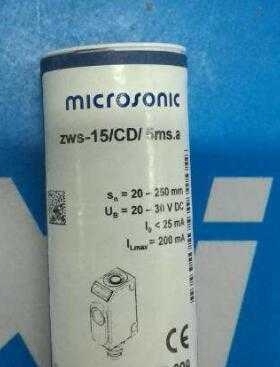 microsonic
zws-15/CD/5ms.a
sn = 20 – 250 mm
UB = 20 – 30 V DC
I0 < 25 mA
ILmax = 200 mA
CE